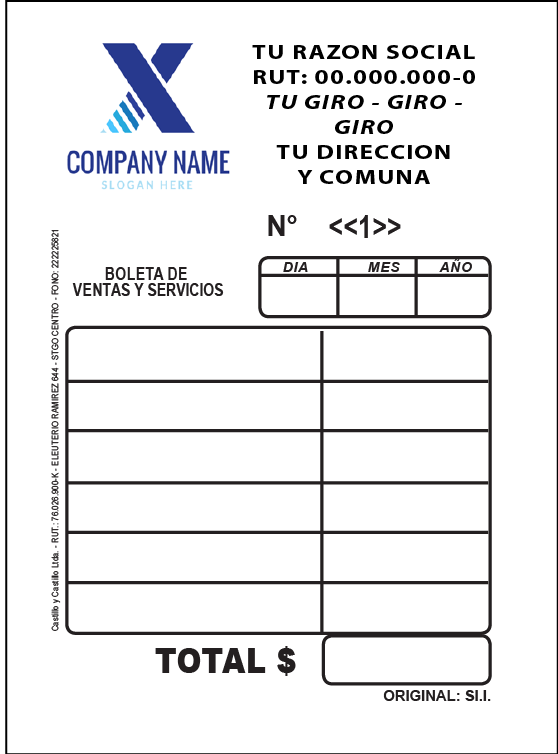 TU RAZON SOCIAL
RUT: 00.000.000-0
TU GIRO - GIRO -
GIRO
TU DIRECCION
Y COMUNA
COMPANY NAME
SLOGAN HERE
N° <<1>>
BOLETA DE
VENTAS Y SERVICIOS
DIA MES AÑO
Castillo y Castillo Ltda. - RUT.: 76.026.900-K - ELEUTERIO RAMIREZ 644 - STGO CENTRO - FONO: 222225821
TOTAL $
ORIGINAL: SI.I.